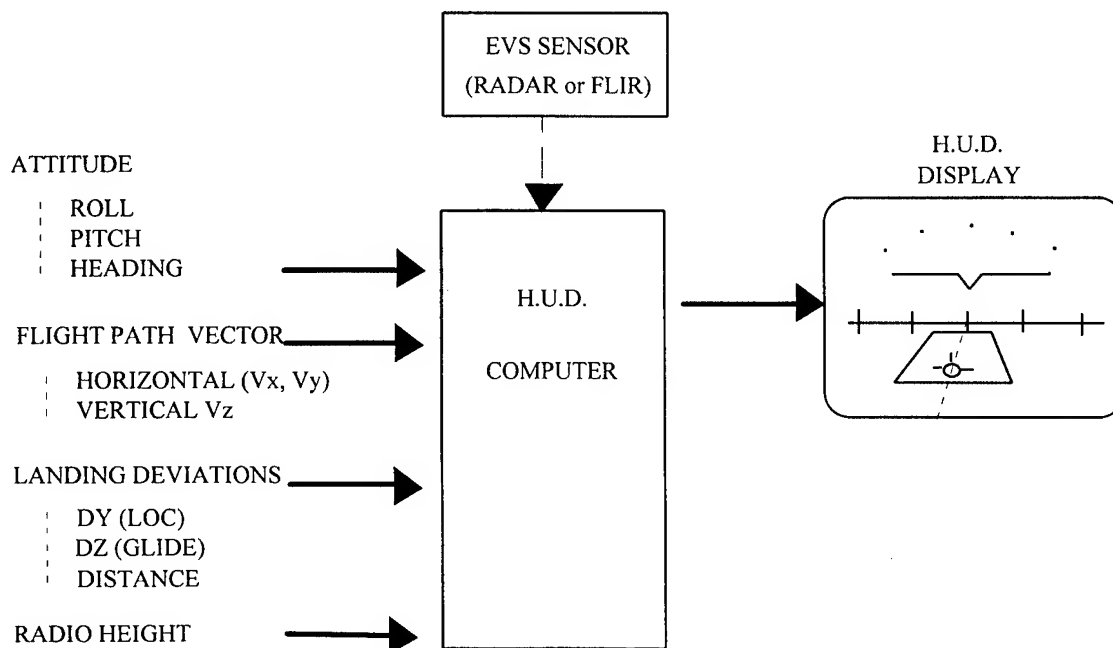 EVS SENSOR
(RADAR or FLIR)
ATTITUDE
ROLL
PITCH
HEADING
FLIGHT PATH VECTOR
HORIZONTAL (Vx, Vy)
VERTICAL Vz
LANDING DEVIATIONS
DY (LOC)
DZ (GLIDE)
DISTANCE
RADIO HEIGHT
H.U.D.
COMPUTER
H.U.D.
DISPLAY